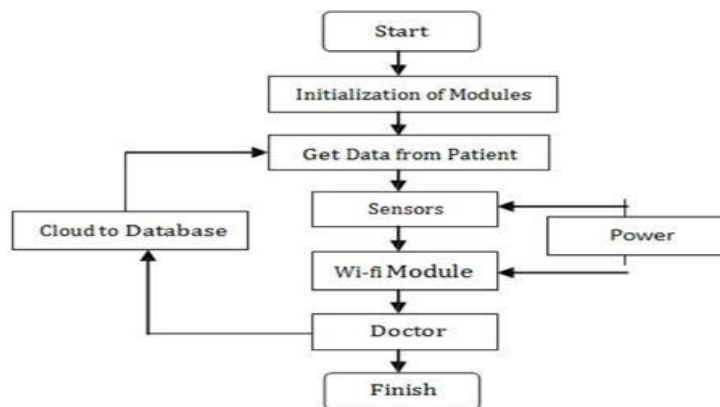 Start
Initialization of Modules
Get Data from Patient
Sensors
Cloud to Database
Power
Wi-fi Module
Doctor
Finish